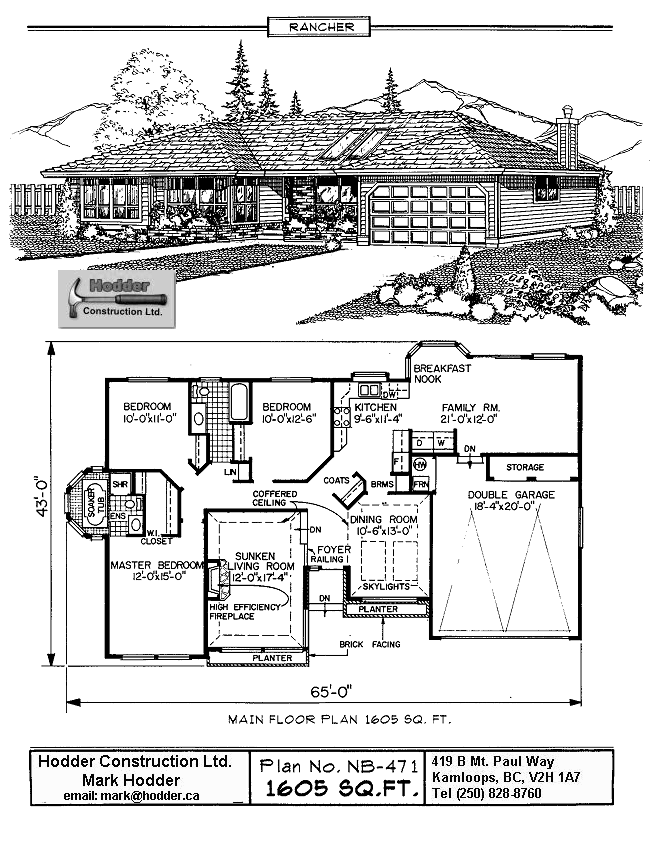 RANCHER
Hodder
Construction Ltd.
BREAKFAST
NOOK
BEDROOM
10'-0"x11'-0"
BEDROOM
10'-0"x12'-6"
KITCHEN
9'-6"x11'-4"
DW
FAMILY RM.
21'-0"x12'-0"
D W
DN
LIN
F
HW
FRN
STORAGE
COATS
BRMS
SHR
SOAKER
TUB
ENS
W.I.
CLOSET
COFFERED
CEILING
DN
DOUBLE GARAGE
18'-4"x20'-0"
DINING ROOM
10'-6"x13'-0"
FOYER
RAILING
MASTER BEDROOM
12'-0"x15'-0"
SUNKEN
LIVING ROOM
12'-0"x17'-4"
SKYLIGHTS
DN
HIGH EFFICIENCY
FIREPLACE
PLANTER
BRICK FACING
PLANTER
43'-0"
65'-0"
MAIN FLOOR PLAN 1605 SQ. FT.
Hodder Construction Ltd.
Mark Hodder
email: mark@hodder.ca
Plan No. NB-471
1605 SQ.FT.
419 B Mt. Paul Way
Kamloops, BC, V2H 1A7
Tel (250) 828-8760